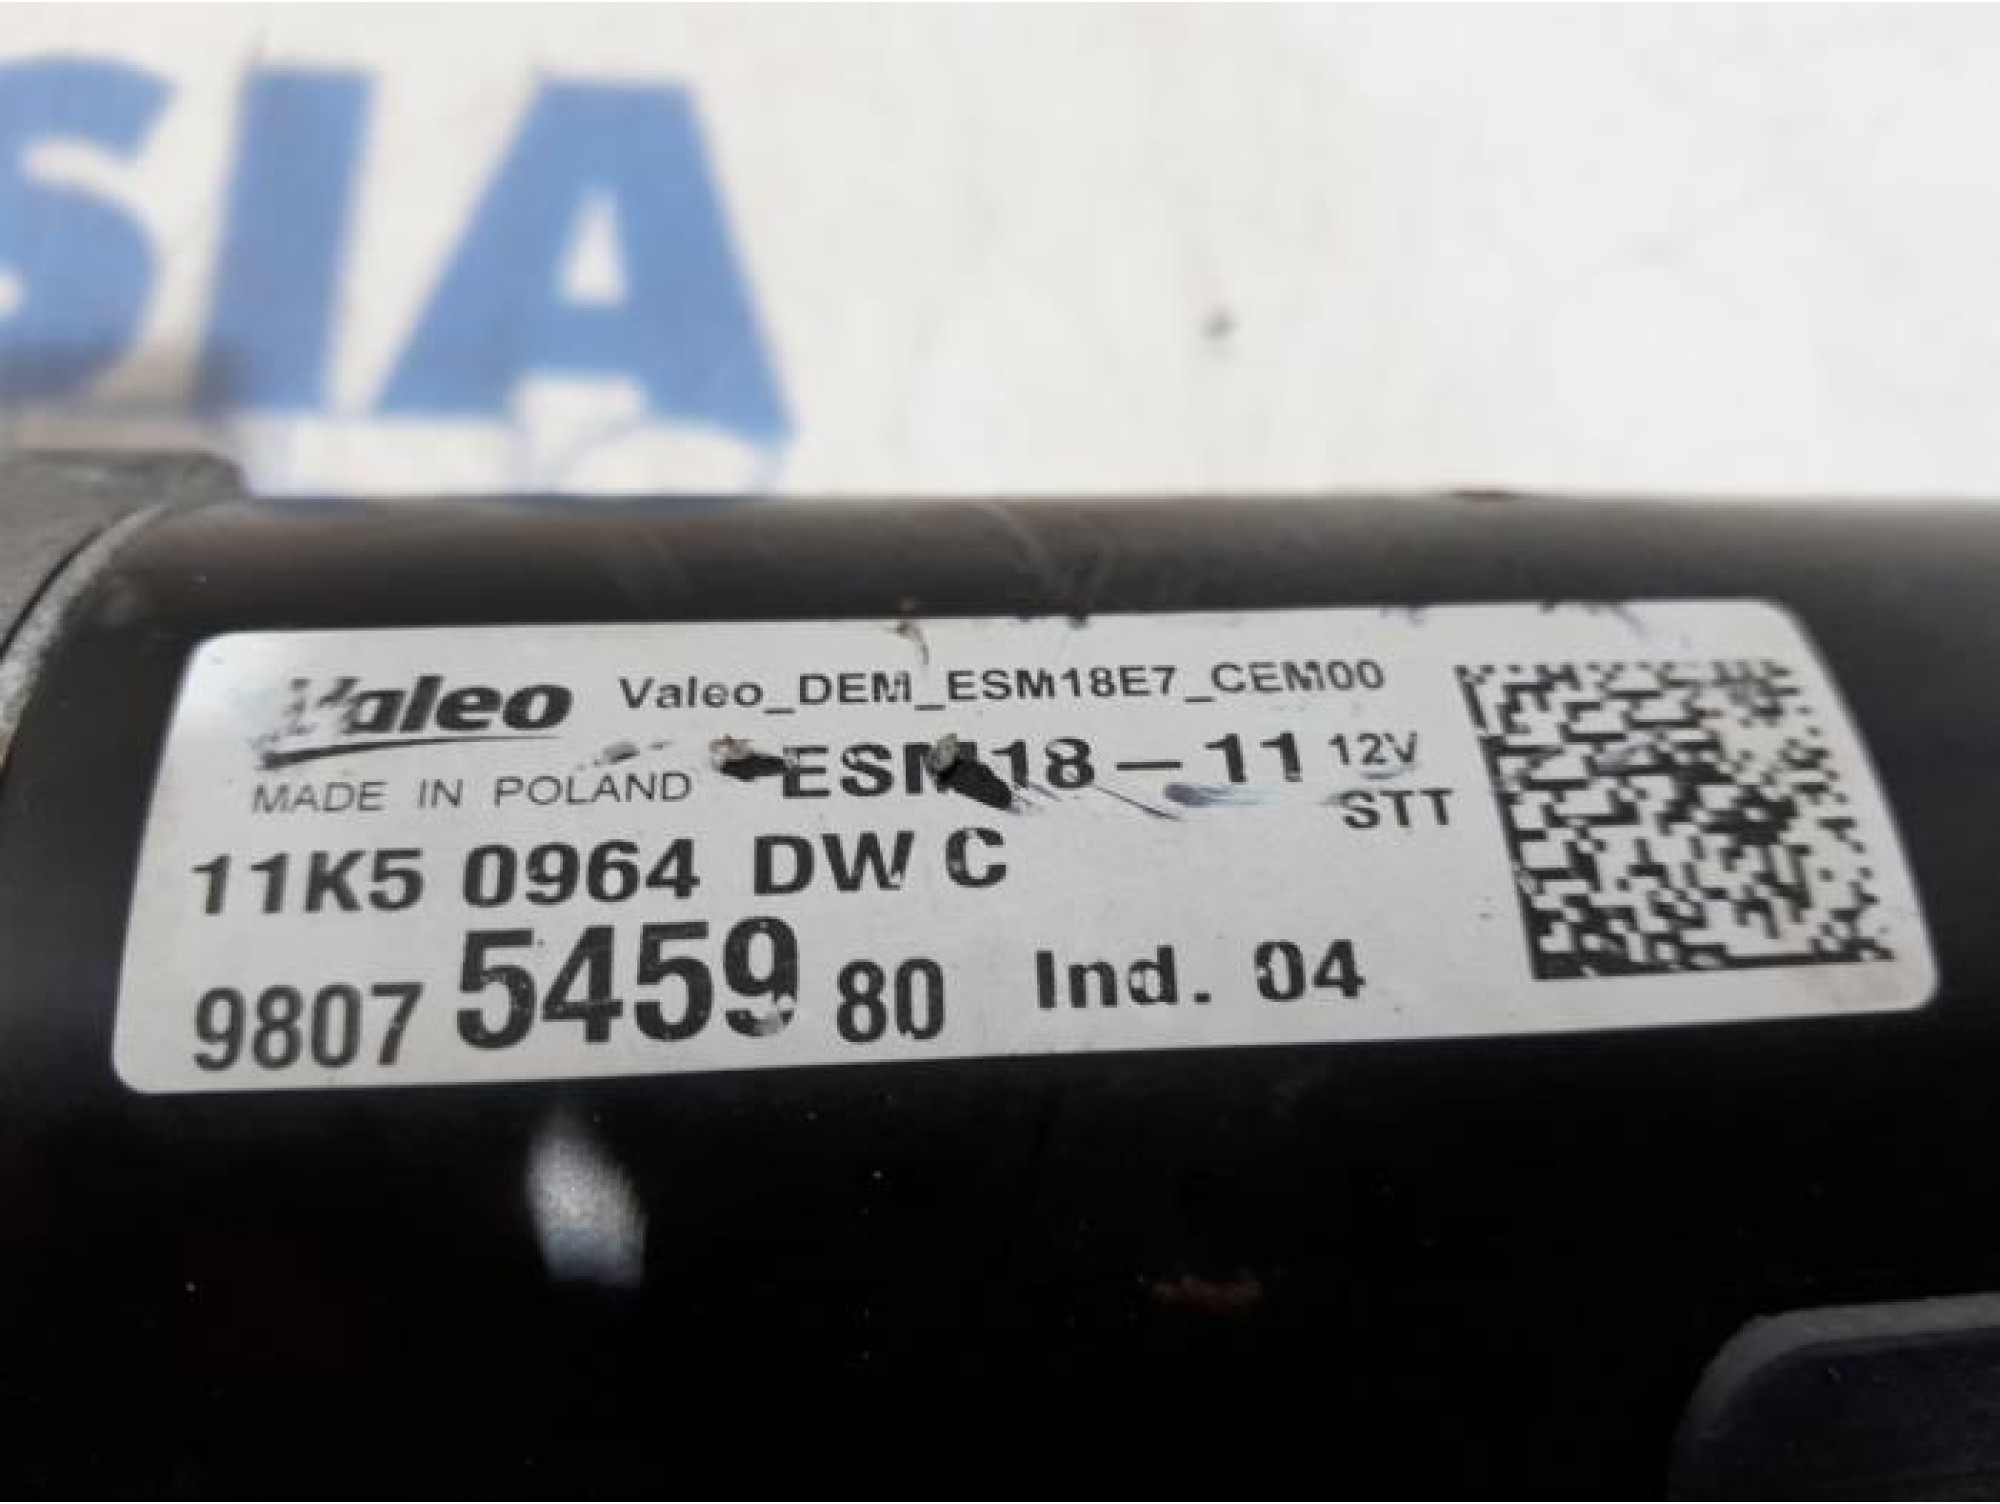 SIA
Valeo Valeo_DEM_ESM18E7_CEM00
MADE IN POLAND ESM18-11 12V
STT
11K5 0964 DW C
9807 5459 80 Ind. 04